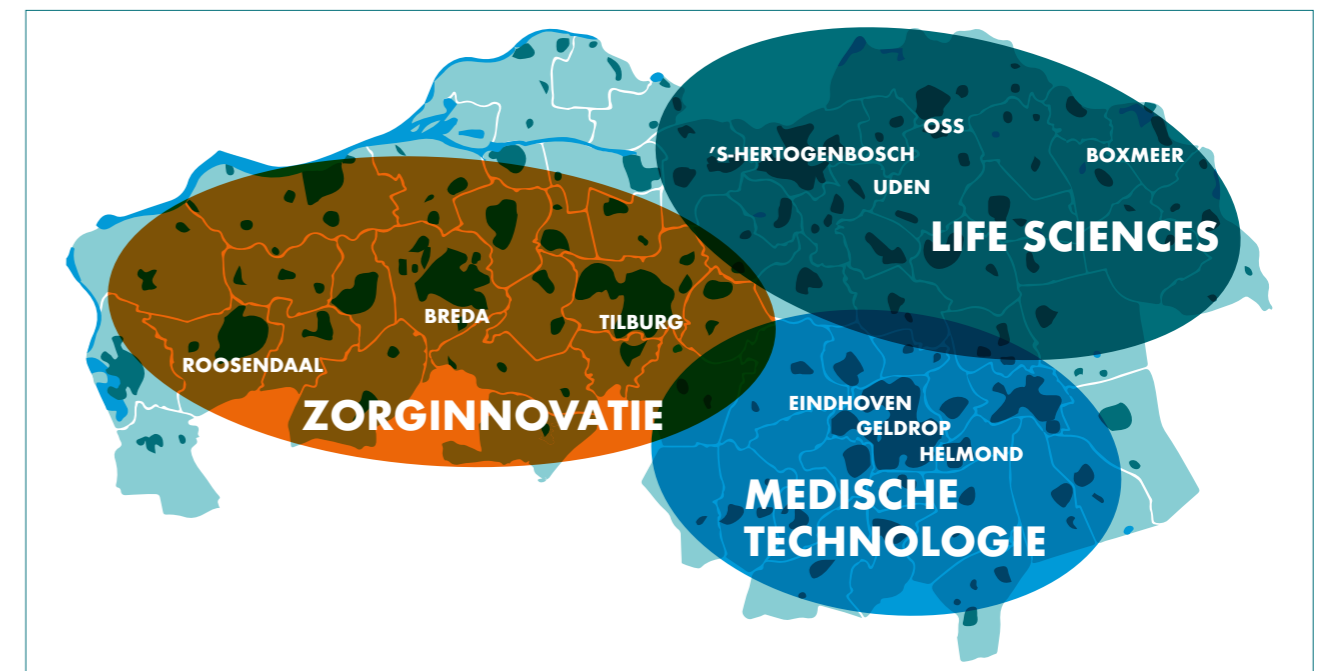 OSS
'S-HERTOGENBOSCH
BOXMEER
UDEN
LIFE SCIENCES
BREDA
TILBURG
ROOSENDAAL
ZORGINNOVATIE
EINDHOVEN
GELDROP
HELMOND
MEDISCHE
TECHNOLOGIE